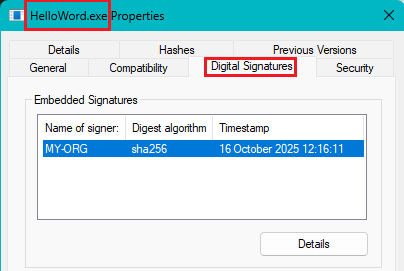 HelloWord.exe Properties
Details Hashes Previous Versions
General Compatibility Digital Signatures Security
Embedded Signatures
Name of signer: Digest algorithm Timestamp
MY-ORG sha256 16 October 2025 12:16:11
Details